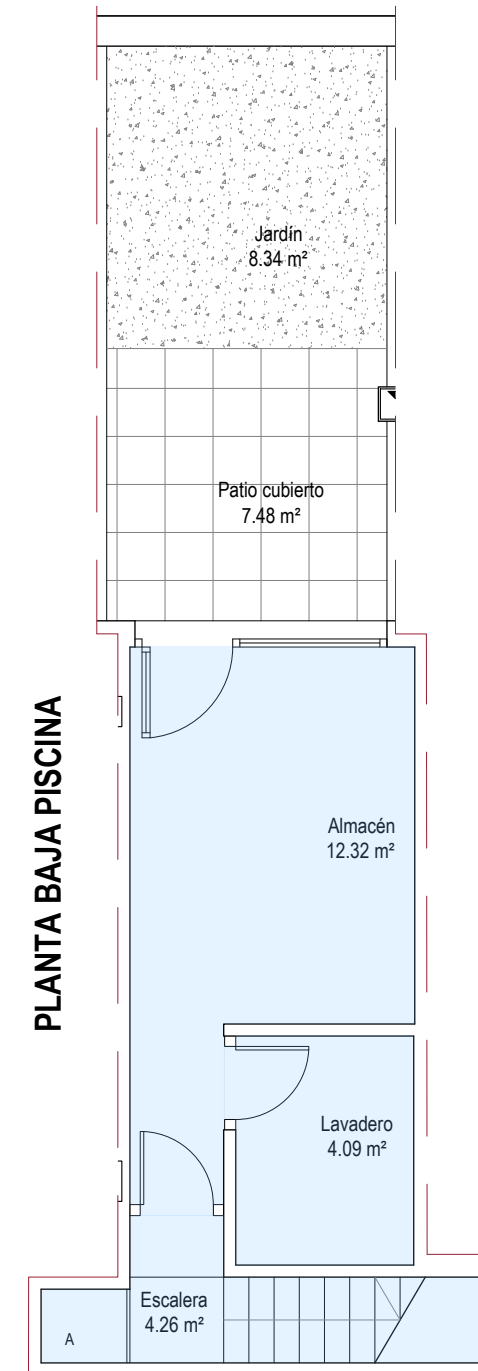 Jardín
8.34 m²
Patio cubierto
7.48 m²
PLANTA BAJA PISCINA
Almacén
12.32 m²
Lavadero
4.09 m²
Escalera
4.26 m²
A